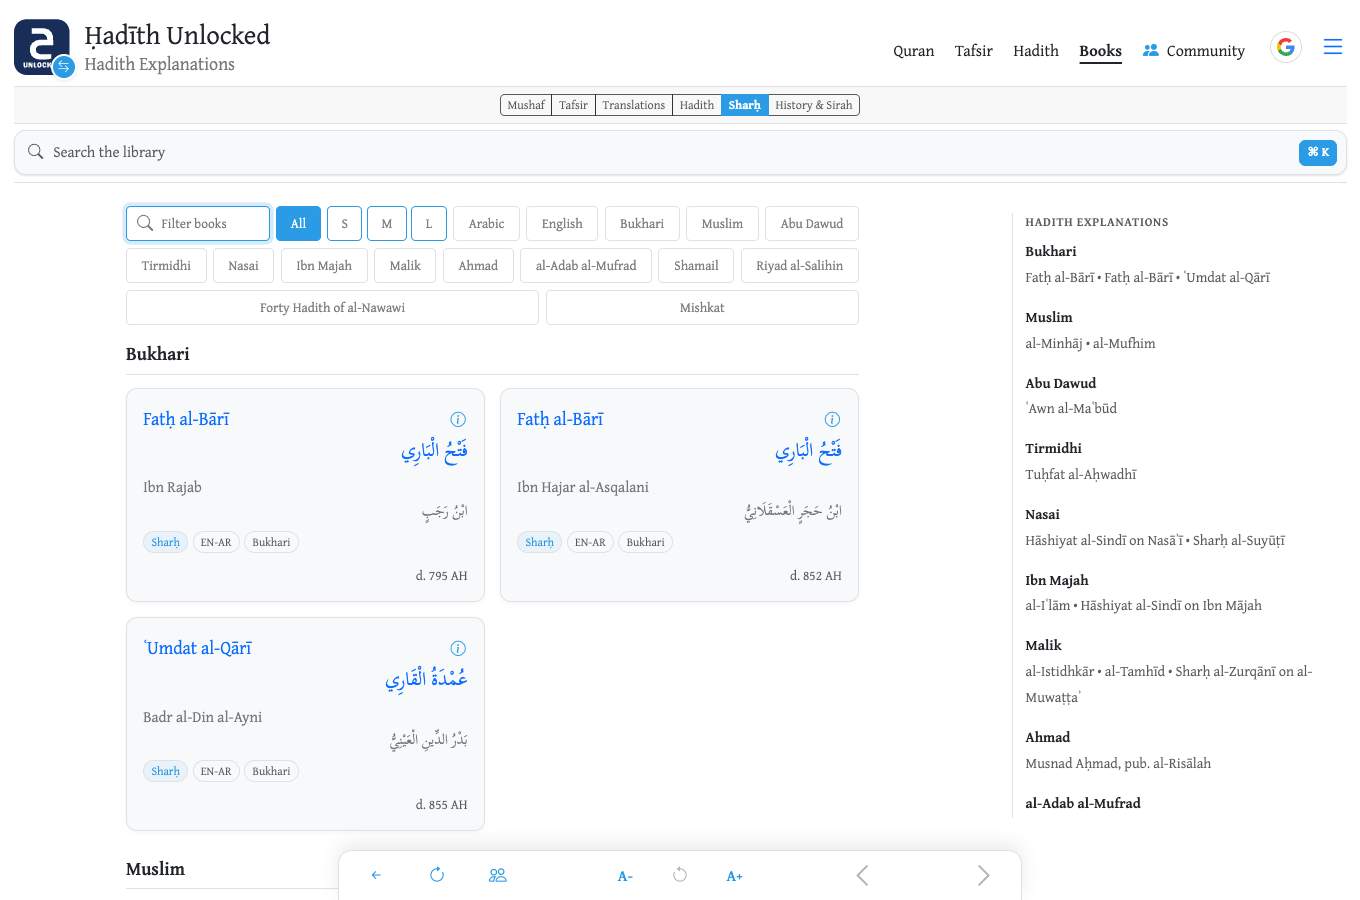 UNLOCK
Ḥadīth Unlocked
Hadith Explanations
Quran Tafsir Hadith Books Community
Mushaf Tafsir Translations Hadith Sharḥ History & Sirah
Search the library ⌘ K
Filter books All S M L Arabic English Bukhari Muslim Abu Dawud
Tirmidhi Nasai Ibn Majah Malik Ahmad al-Adab al-Mufrad Shamail Riyad al-Salihin
Forty Hadith of al-Nawawi Mishkat
Bukhari
Fatḥ al-Bārī
فَتْحُ الْبَارِي
Ibn Rajab
ابْنُ رَجَبٍ
Sharḥ EN-AR Bukhari
d. 795 AH
Fatḥ al-Bārī
فَتْحُ الْبَارِي
Ibn Hajar al-Asqalani
ابْنُ حَجَرٍ الْعَسْقَلَانِيُّ
Sharḥ EN-AR Bukhari
d. 852 AH
ʿUmdat al-Qārī
عُمْدَةُ الْقَارِي
Badr al-Din al-Ayni
بَدْرُ الدِّينِ الْعَيْنِيُّ
Sharḥ EN-AR Bukhari
d. 855 AH
Muslim
HADITH EXPLANATIONS
Bukhari
Fatḥ al-Bārī • Fatḥ al-Bārī • ʿUmdat al-Qārī
Muslim
al-Minhāj • al-Mufhim
Abu Dawud
ʿAwn al-Maʿbūd
Tirmidhi
Tuḥfat al-Aḥwadhī
Nasai
Hāshiyat al-Sindī on Nasāʾī • Sharḥ al-Suyūṭī
Ibn Majah
al-Iʿlām • Hāshiyat al-Sindī on Ibn Mājah
Malik
al-Istidhkār • al-Tamhīd • Sharḥ al-Zurqānī on al-
Muwaṭṭaʾ
Ahmad
Musnad Aḥmad, pub. al-Risālah
al-Adab al-Mufrad
A- A+